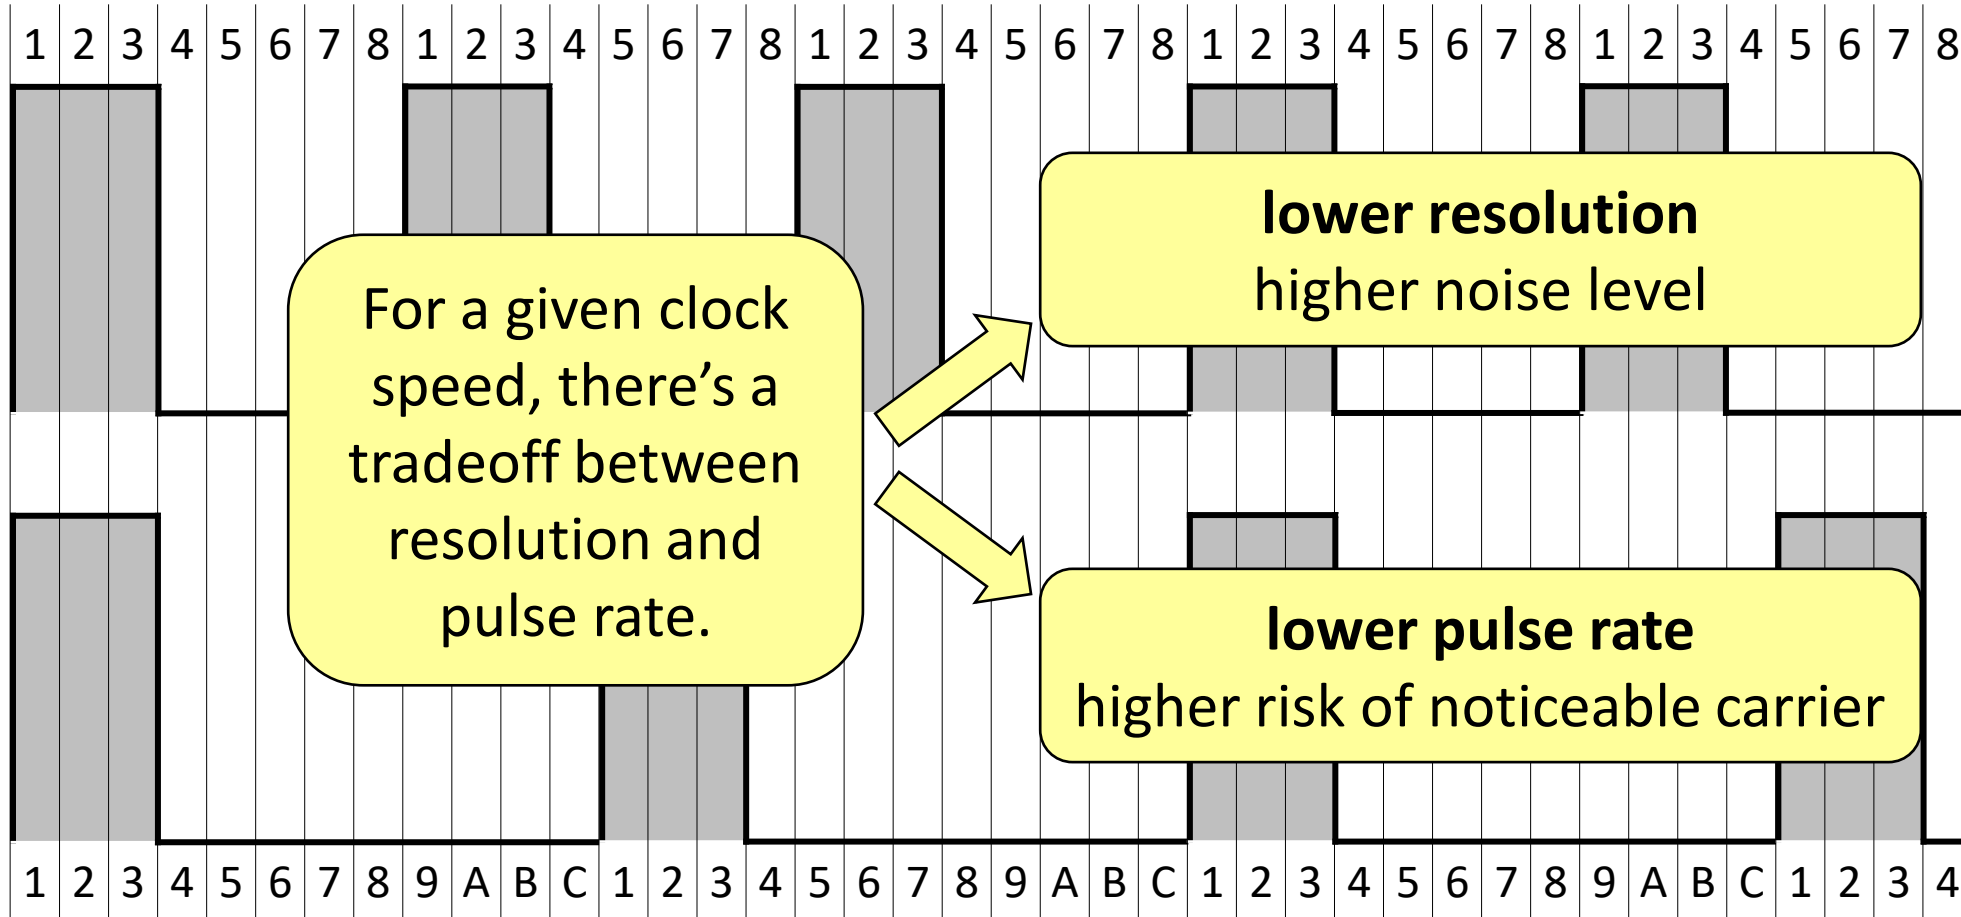 1 2 3 4 5 6 7 8 1 2 3 4 5 6 7 8 1 2 3 4 5 6 7 8 1 2 3 4 5 6 7 8 1 2 3 4 5 6 7 8
For a given clock
speed, there’s a
tradeoff between
resolution and
pulse rate.
lower resolution
higher noise level
lower pulse rate
higher risk of noticeable carrier
1 2 3 4 5 6 7 8 9 A B C 1 2 3 4 5 6 7 8 9 A B C 1 2 3 4 5 6 7 8 9 A B C 1 2 3 4